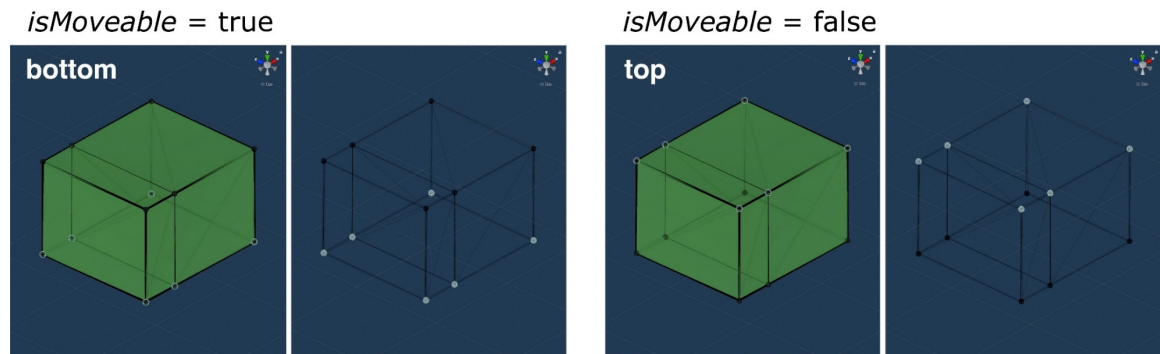 isMoveable = true
isMoveable = false
bottom
top